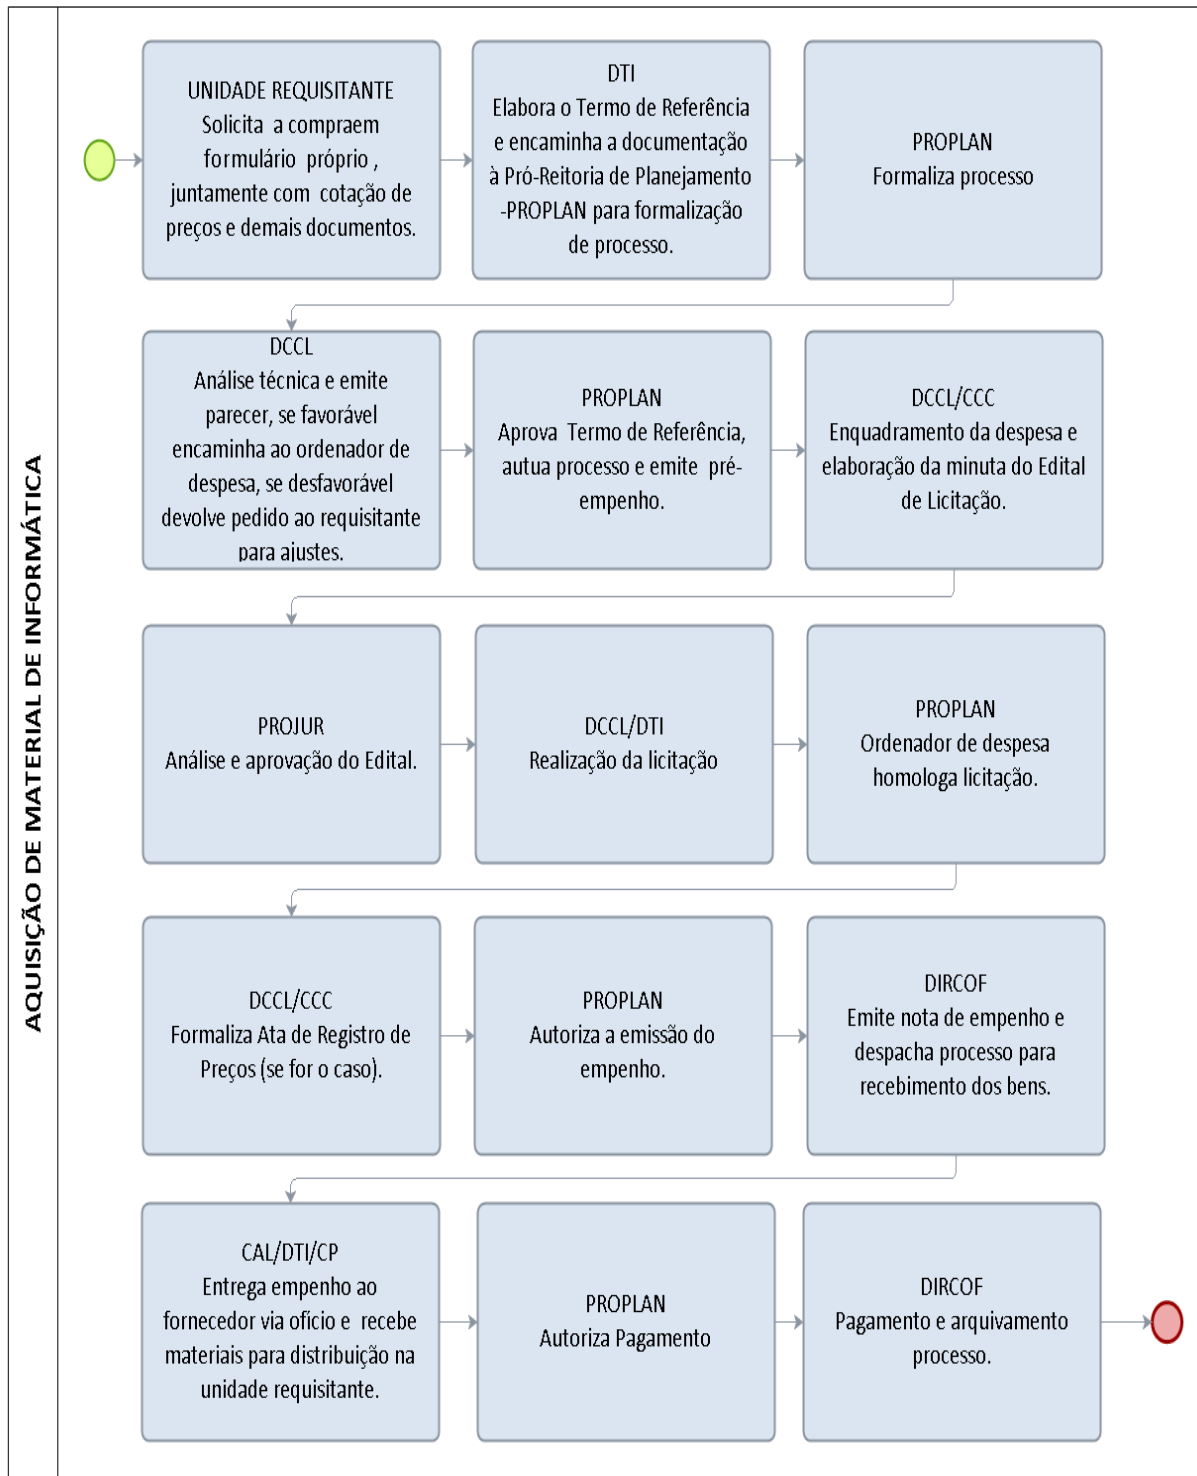 AQUISIÇÃO DE MATERIAL DE INFORMÁTICA
UNIDADE REQUISITANTE
Solicita a compraem
formulário próprio ,
juntamente com cotação de
preços e demais documentos.
DTI
Elabora o Termo de Referência
e encaminha a documentação
à Pró-Reitoria de Planejamento
-PROPLAN para formalização
de processo.
PROPLAN
Formaliza processo
DCCL
Análise técnica e emite
parecer, se favorável
encaminha ao ordenador de
despesa, se desfavorável
devolve pedido ao requisitante
para ajustes.
PROPLAN
Aprova Termo de Referência,
autua processo e emite pré-
empenho.
DCCL/CCC
Enquadramento da despesa e
elaboração da minuta do Edital
de Licitação.
PROJUR
Análise e aprovação do Edital.
DCCL/DTI
Realização da licitação
PROPLAN
Ordenador de despesa
homologa licitação.
DCCL/CCC
Formaliza Ata de Registro de
Preços (se for o caso).
PROPLAN
Autoriza a emissão do
empenho.
DIRCOF
Emite nota de empenho e
despacha processo para
recebimento dos bens.
CAL/DTI/CP
Entrega empenho ao
fornecedor via ofício e recebe
materiais para distribuição na
unidade requisitante.
PROPLAN
Autoriza Pagamento
DIRCOF
Pagamento e arquivamento
processo.